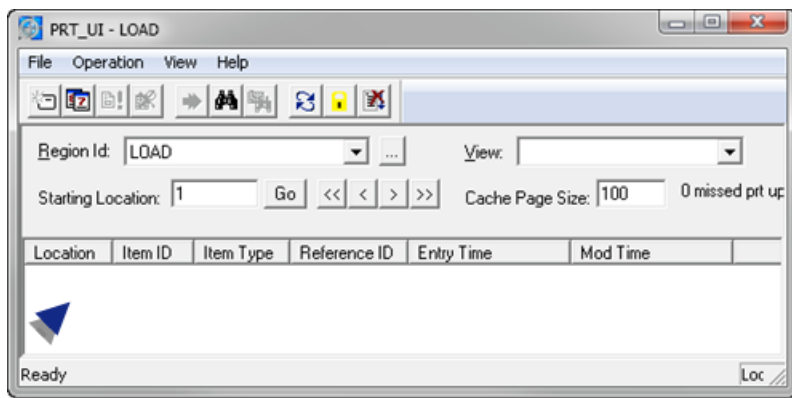 PRT_UI - LOAD
File Operation View Help
Region Id: LOAD ... View:
Starting Location: 1 Go << < > >> Cache Page Size: 100 0 missed prt up
Location Item ID Item Type Reference ID Entry Time Mod Time
Ready Loc